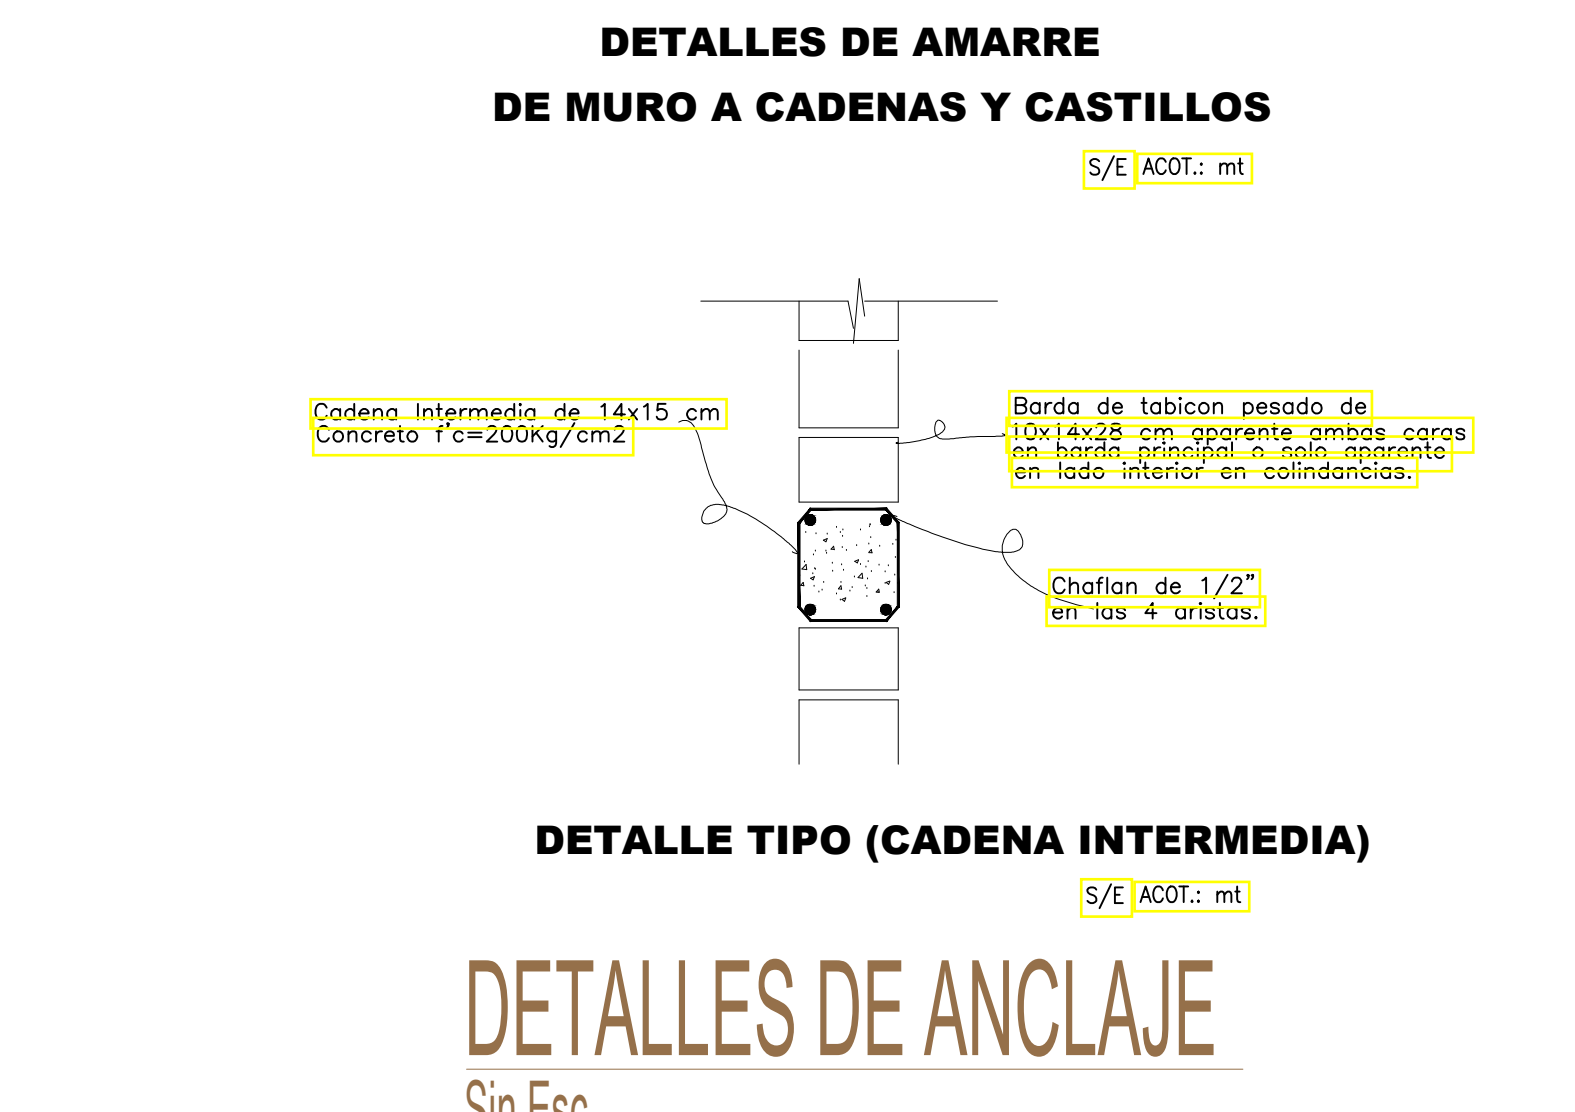 DETALLES DE AMARRE
DE MURO A CADENAS Y CASTILLOS
S/E ACOT.: mt
Cadena Intermedia de 14x15 cm
Concreto f'c=200Kg/cm2
Barda de tabicon pesado de
10x14x28 cm aparente ambas caras
en barda principal o solo aparente
en lado interior en colindancias.
Chaflan de 1/2"
en las 4 aristas.
DETALLE TIPO (CADENA INTERMEDIA)
S/E ACOT.: mt
DETALLES DE ANCLAJE
Sin Esc